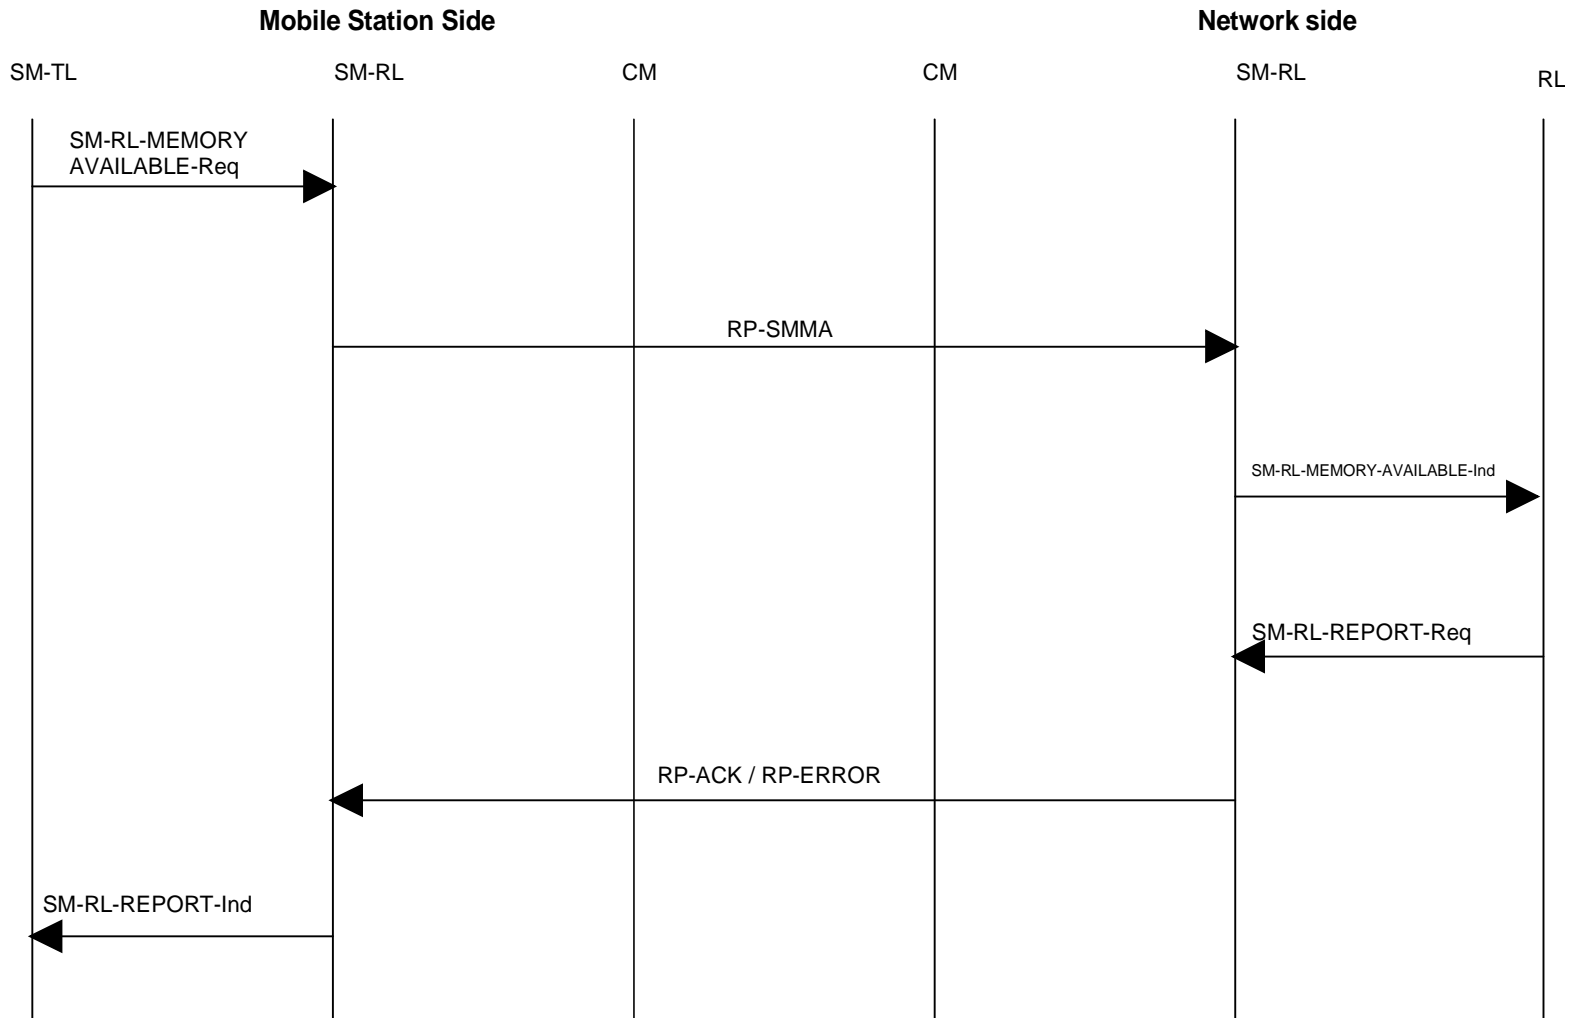 Mobile Station Side
Network side
SM-TL
SM-RL
CM
CM
SM-RL
RL
SM-RL-MEMORY
AVAILABLE-Req
RP-SMMA
SM-RL-MEMORY-AVAILABLE-Ind
SM-RL-REPORT-Req
RP-ACK / RP-ERROR
SM-RL-REPORT-Ind